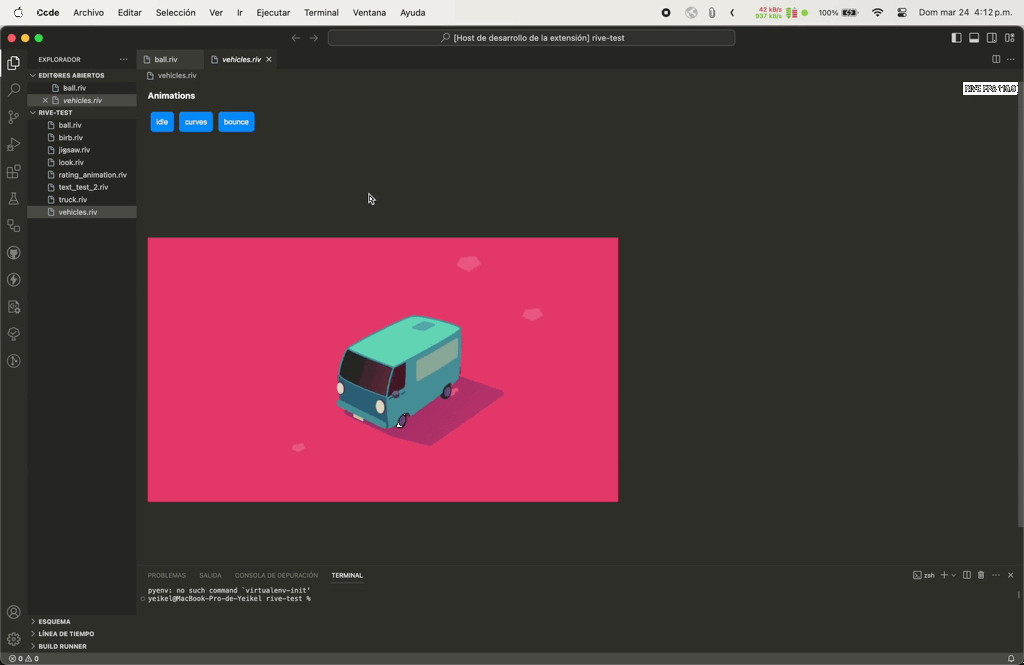 Code Archivo Editar Selección Ver Ir Ejecutar Terminal Ventana Ayuda
42 kB/s
937 kB/s
100%
Dom mar 24 4:12 p.m.
[Host de desarrollo de la extensión] rive-test
EXPLORADOR
EDITORES ABIERTOS
ball.riv
vehicles.riv
RIVE-TEST
ball.riv
birb.riv
jigsaw.riv
look.riv
rating_animation.riv
text_test_2.riv
truck.riv
vehicles.riv
ESQUEMA
LÍNEA DE TIEMPO
BUILD RUNNER
ball.riv
vehicles.riv
vehicles.riv
Animations
idle curves bounce
PROBLEMAS SALIDA CONSOLA DE DEPURACIÓN TERMINAL
zsh
pyenv: no such command `virtualenv-init'
yeikel@MacBook-Pro-de-Yeikel rive-test %
0 0